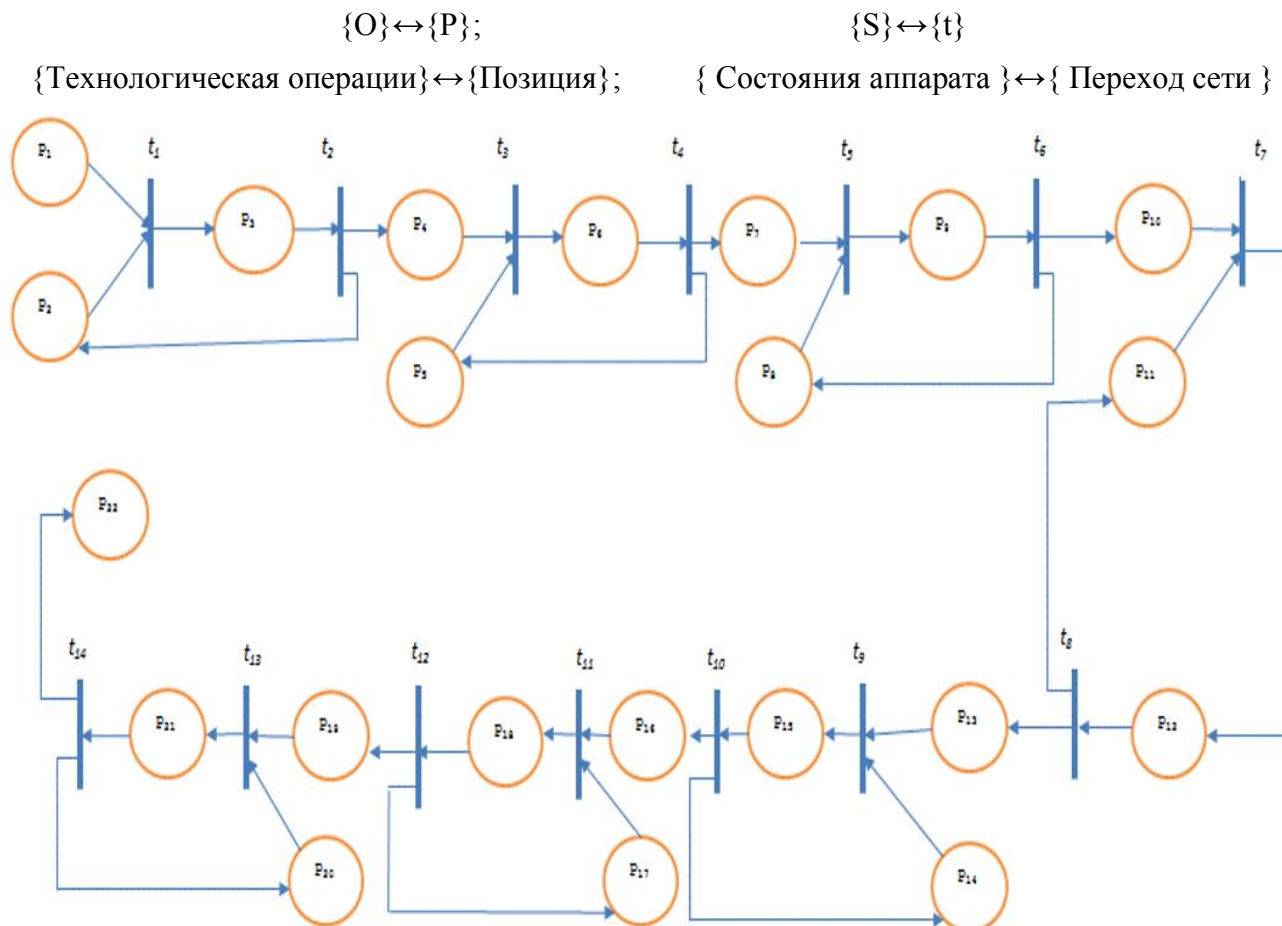 {O}↔{P}; {S}↔{t}
{Технологическая операции}↔{Позиция}; { Состояния аппарата }↔{ Переход сети }
t₁ t₂ t₃ t₄ t₅ t₆ t₇
P₁
P₃ P₄ P₆ P₇ P₉ P₁₀
P₂
P₅ P₈ P₁₁
P₂₂
t₁₄ t₁₃ t₁₂ t₁₁ t₁₀ t₉ t₈
P₂₁ P₁₉ P₁₈ P₁₆ P₁₅ P₁₃ P₁₂
P₂₀ P₁₇ P₁₄